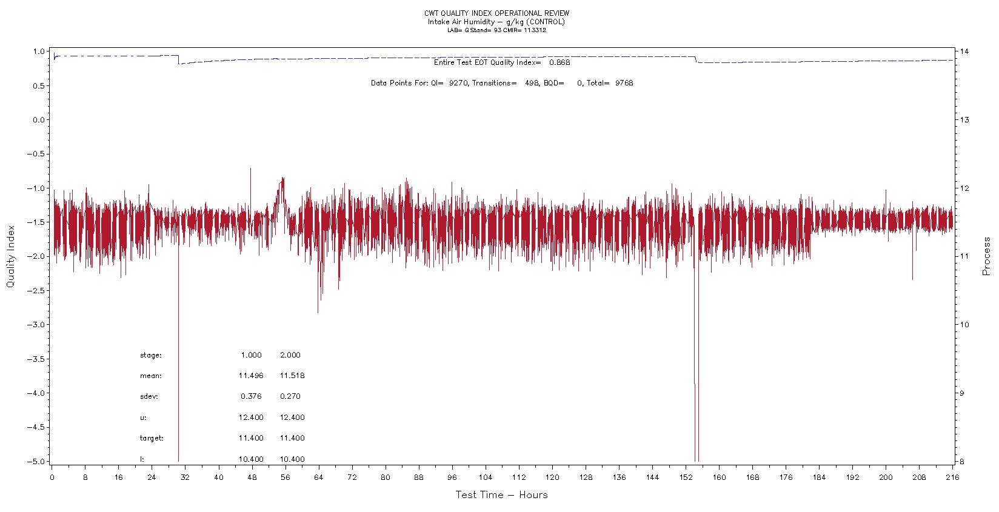 CWT QUALITY INDEX OPERATIONAL REVIEW
Intake Air Humidity - g/kg (CONTROL)
LAB= G Stand= 93 CMIR= 113312
1.0 14
Entire Test EOT Quality Index= 0.868
Data Points For: QI= 9270, Transitions= 498, BQD= 0, Total= 9768
0.5
0.0 13
-0.5
-1.0 12
-1.5
-2.0 11
-2.5
-3.0 10
-3.5
-4.0 9
-4.5
-5.0 8
Quality Index
Process
stage: 1.000 2.000
mean: 11.496 11.518
sdev: 0.376 0.270
u: 12.400 12.400
target: 11.400 11.400
l: 10.400 10.400
0 8 16 24 32 40 48 56 64 72 80 88 96 104 112 120 128 136 144 152 160 168 176 184 192 200 208 216
Test Time - Hours